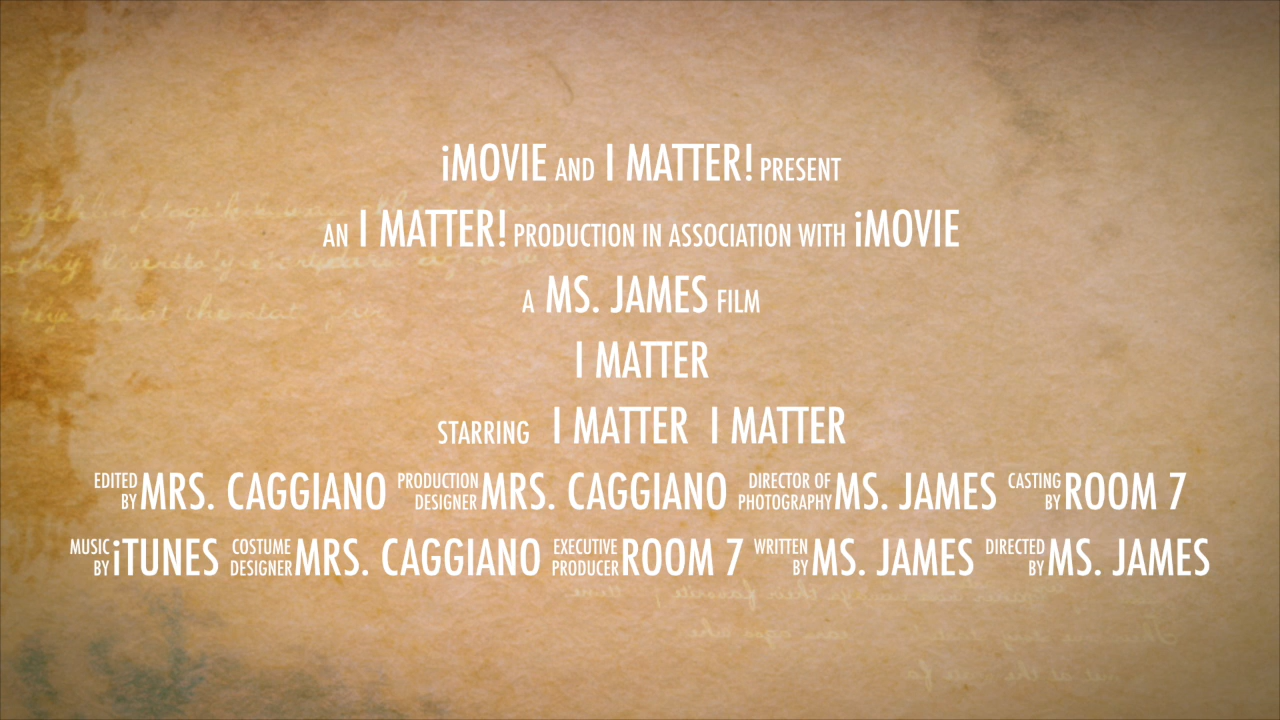 iMOVIE AND I MATTER! PRESENT
AN I MATTER! PRODUCTION IN ASSOCIATION WITH iMOVIE
A MS. JAMES FILM
I MATTER
STARRING I MATTER I MATTER
EDITED BY MRS. CAGGIANO PRODUCTION DESIGNER MRS. CAGGIANO DIRECTOR OF PHOTOGRAPHY MS. JAMES CASTING BY ROOM 7
MUSIC BY iTUNES COSTUME DESIGNER MRS. CAGGIANO EXECUTIVE PRODUCER ROOM 7 WRITTEN BY MS. JAMES DIRECTED BY MS. JAMES